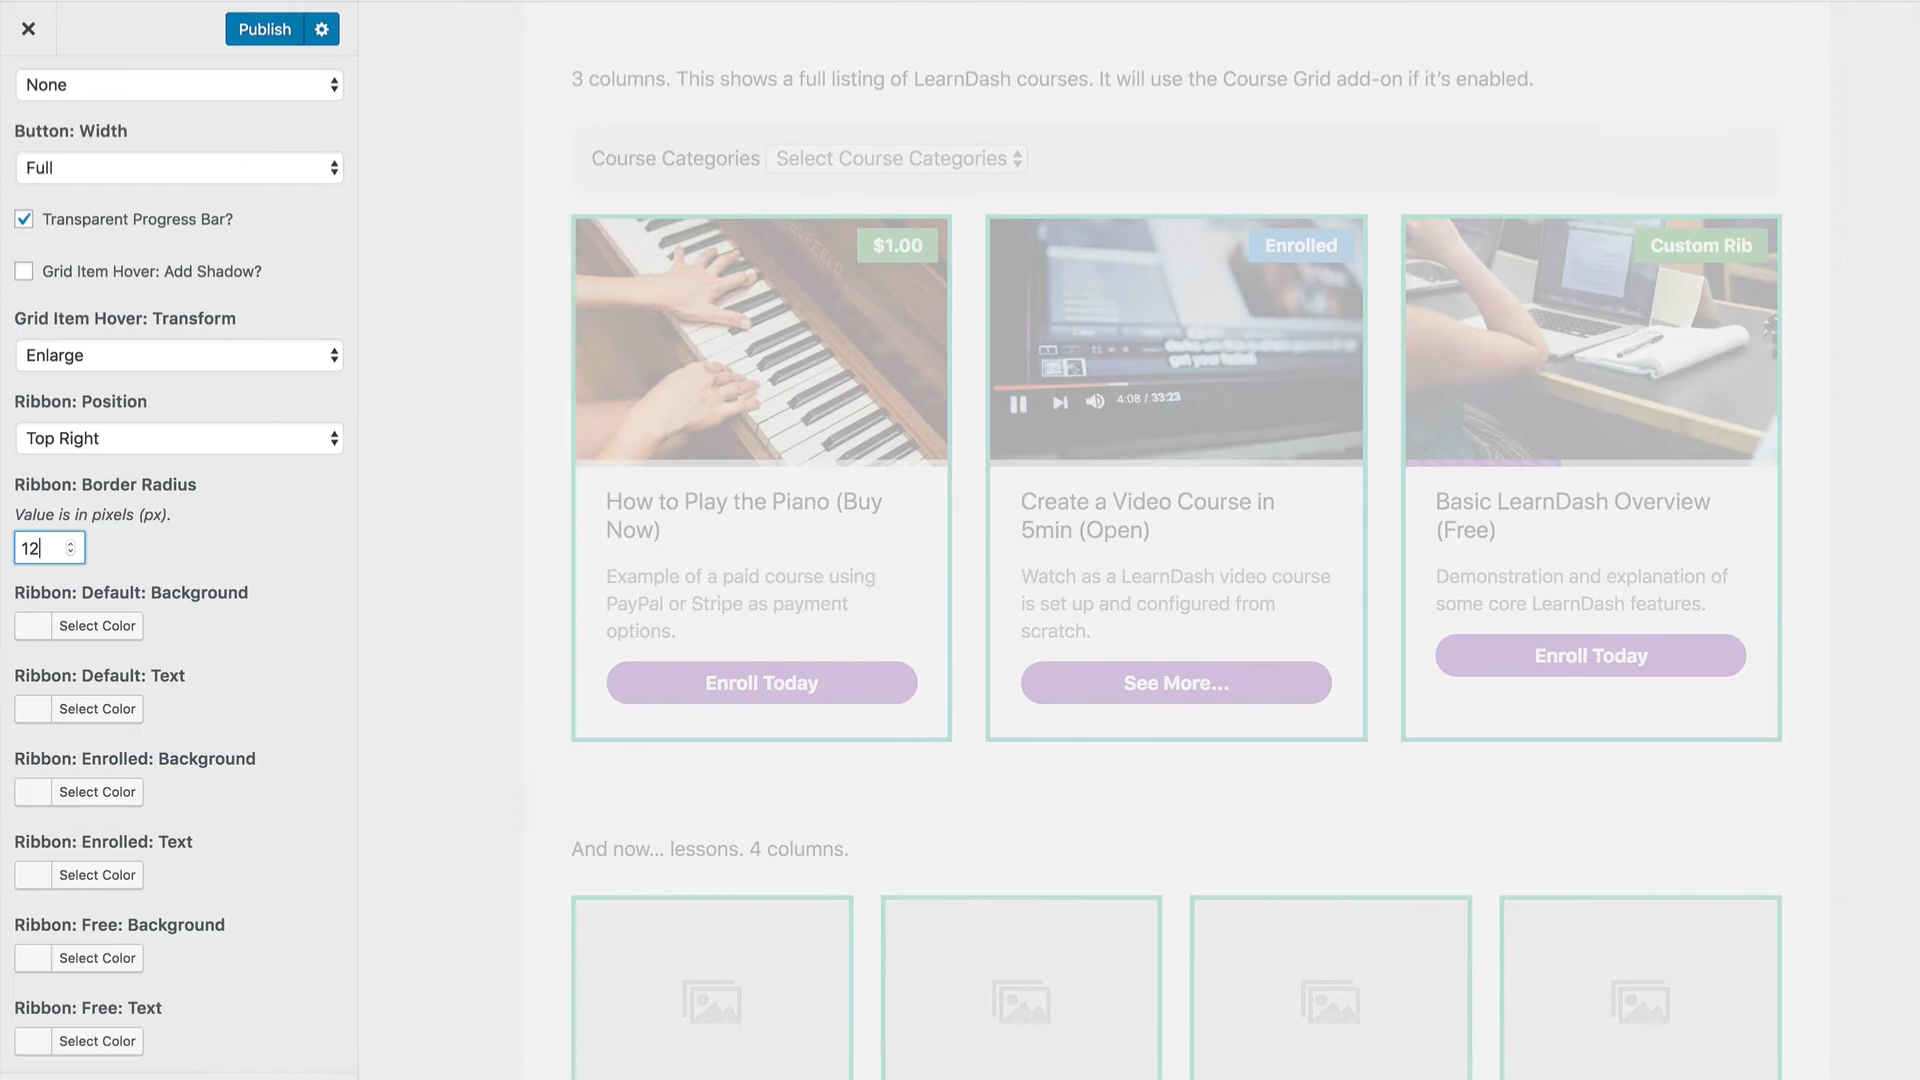 Publish
None
Button: Width
Full
Transparent Progress Bar?
Grid Item Hover: Add Shadow?
Grid Item Hover: Transform
Enlarge
Ribbon: Position
Top Right
Ribbon: Border Radius
Value is in pixels (px).
12
Ribbon: Default: Background
Select Color
Ribbon: Default: Text
Select Color
Ribbon: Enrolled: Background
Select Color
Ribbon: Enrolled: Text
Select Color
Ribbon: Free: Background
Select Color
Ribbon: Free: Text
Select Color
3 columns. This shows a full listing of LearnDash courses. It will use the Course Grid add-on if it's enabled.
Course Categories Select Course Categories
$1.00
How to Play the Piano (Buy
Now)
Example of a paid course using
PayPal or Stripe as payment
options.
Enroll Today
Enrolled
4:08 / 33:23
Create a Video Course in
5min (Open)
Watch as a LearnDash video course
is set up and configured from
scratch.
See More...
Custom Rib
Basic LearnDash Overview
(Free)
Demonstration and explanation of
some core LearnDash features.
Enroll Today
And now... lessons. 4 columns.